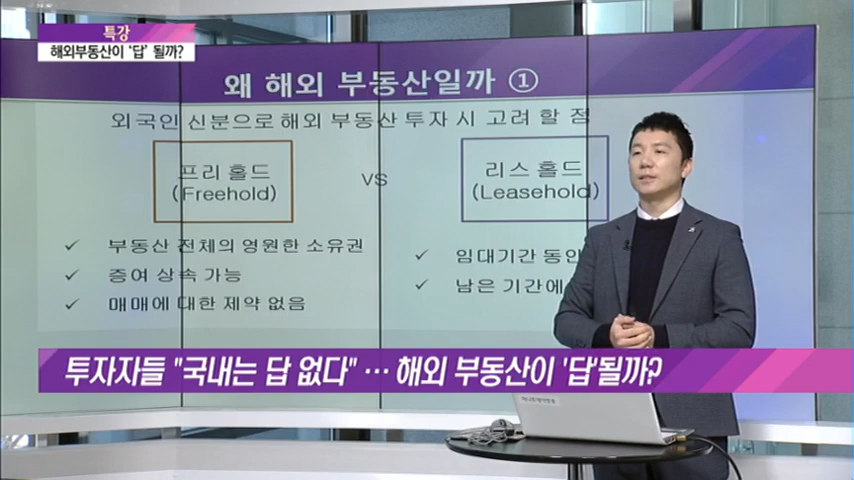 특강
해외부동산이 '답' 될까?
왜 해외 부동산일까 ①
외국인 신분으로 해외 부동산 투자 시 고려 할 점
프리 홀드
(Freehold)
VS
리스 홀드
(Leasehold)
✓ 부동산 전체의 영원한 소유권
✓ 증여 상속 가능
✓ 매매에 대한 제약 없음
✓ 임대기간 동안
✓ 남은 기간에
투자자들 "국내는 답 없다" … 해외 부동산이 '답'될까?